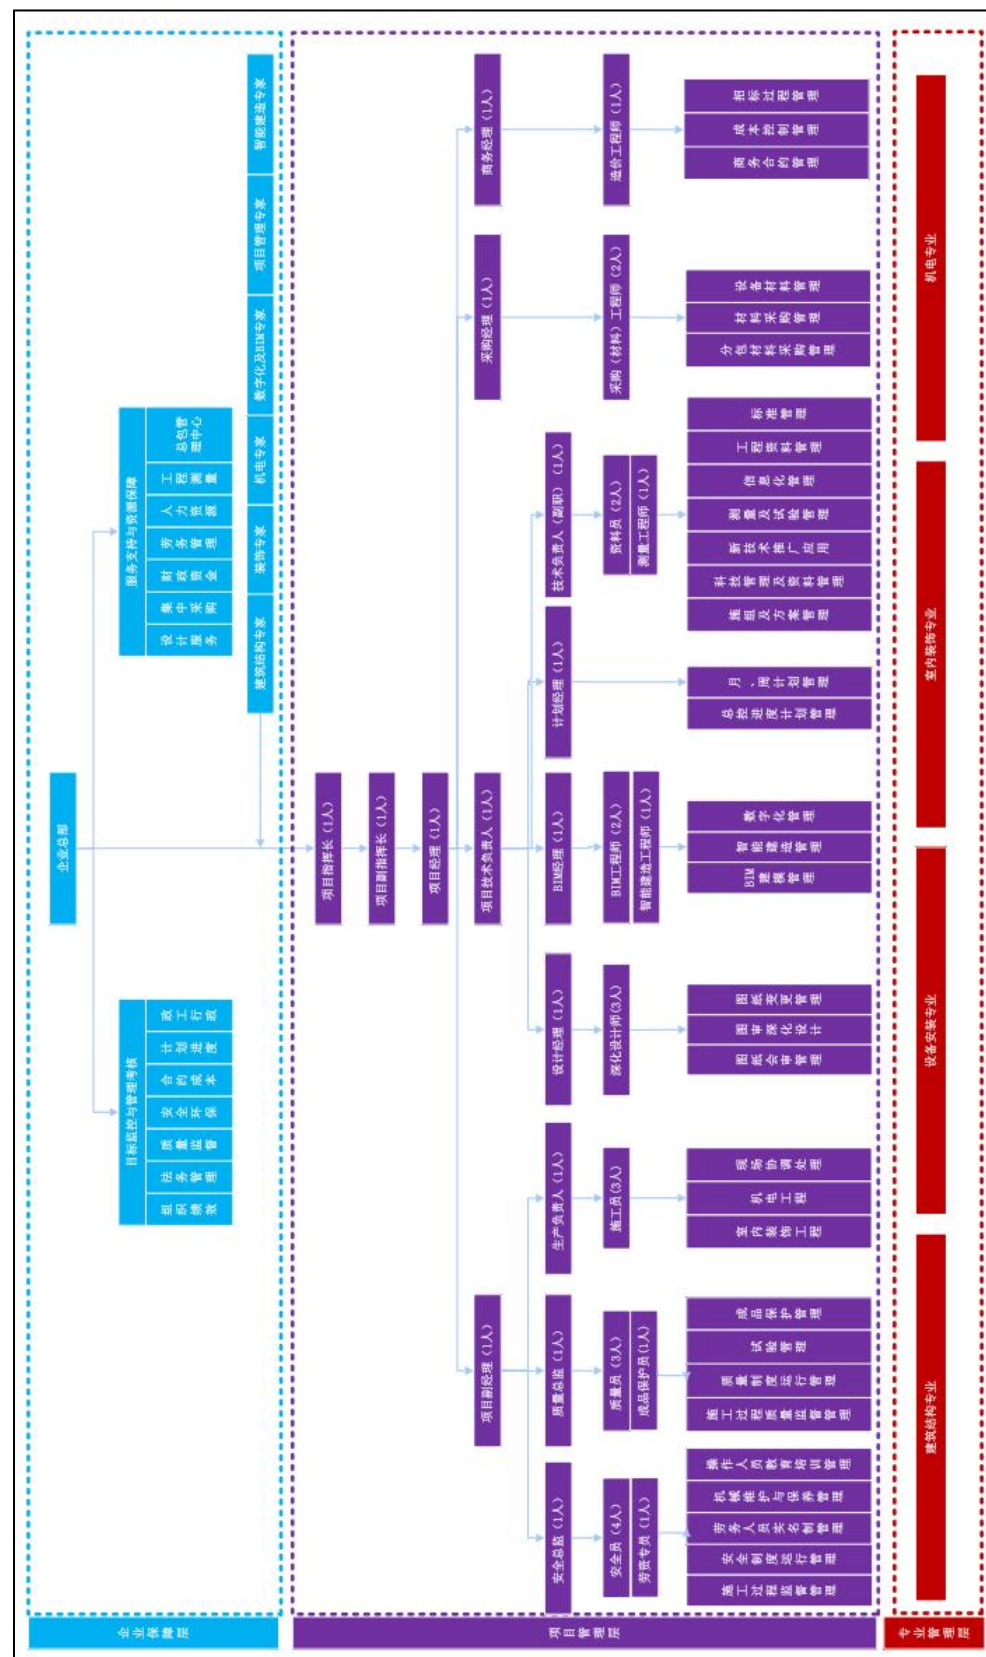 企业保障层
企业总部
目标监控与管理考核
组织绩效
法务管理
质量监督
安全环保
合约成本
计划进度
政工行政
服务支持与资源保障
设计服务
集中采购
财政资金
劳务管理
人力资源
工程测量
总包管理中心
建筑结构专家
装饰专家
机电专家
数字化及BIM专家
项目管理专家
智能建造专家
项目管理层
项目指挥长（1人）
项目副指挥长（1人）
项目经理（1人）
项目副经理（1人）
项目技术负责人（1人）
采购经理（1人）
商务经理（1人）
安全总监（1人）
质量总监（1人）
生产负责人（1人）
设计经理（1人）
BIM经理（1人）
计划经理（1人）
技术负责人（副职）（1人）
安全员（4人）
劳资专员（1人）
质量员（3人）
成品保护员(1人)
施工员(3人)
深化设计师(3人)
BIM工程师（2人）
智能建造工程师（1人）
资料员（2人）
测量工程师（1人）
采购（材料）工程师（2人）
造价工程师（1人）
施工过程监督管理
安全制度运行管理
劳务人员实名制管理
机械维护与保养管理
操作人员教育培训管理
施工过程质量监督管理
质量制度运行管理
试验管理
成品保护管理
室内装饰工程
机电工程
现场协调处理
图纸会审管理
图审深化设计
图纸变更管理
BIM建模管理
智能建造管理
数字化管理
总控进度计划管理
月、周计划管理
施组及方案管理
科技管理及资料管理
新技术推广应用
测量及试验管理
信息化管理
工程资料管理
标准管理
分包材料采购管理
材料采购管理
设备材料管理
商务合约管理
成本控制管理
招标过程管理
专业管理层
建筑结构专业
设备安装专业
室内装饰专业
机电专业